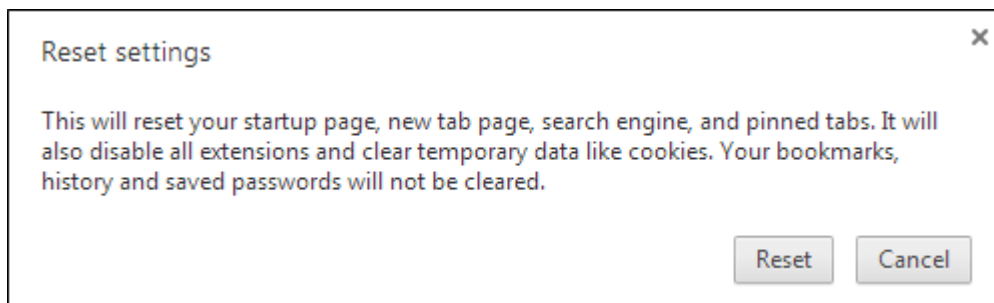 Reset settings
This will reset your startup page, new tab page, search engine, and pinned tabs. It will
also disable all extensions and clear temporary data like cookies. Your bookmarks,
history and saved passwords will not be cleared.
Reset
Cancel